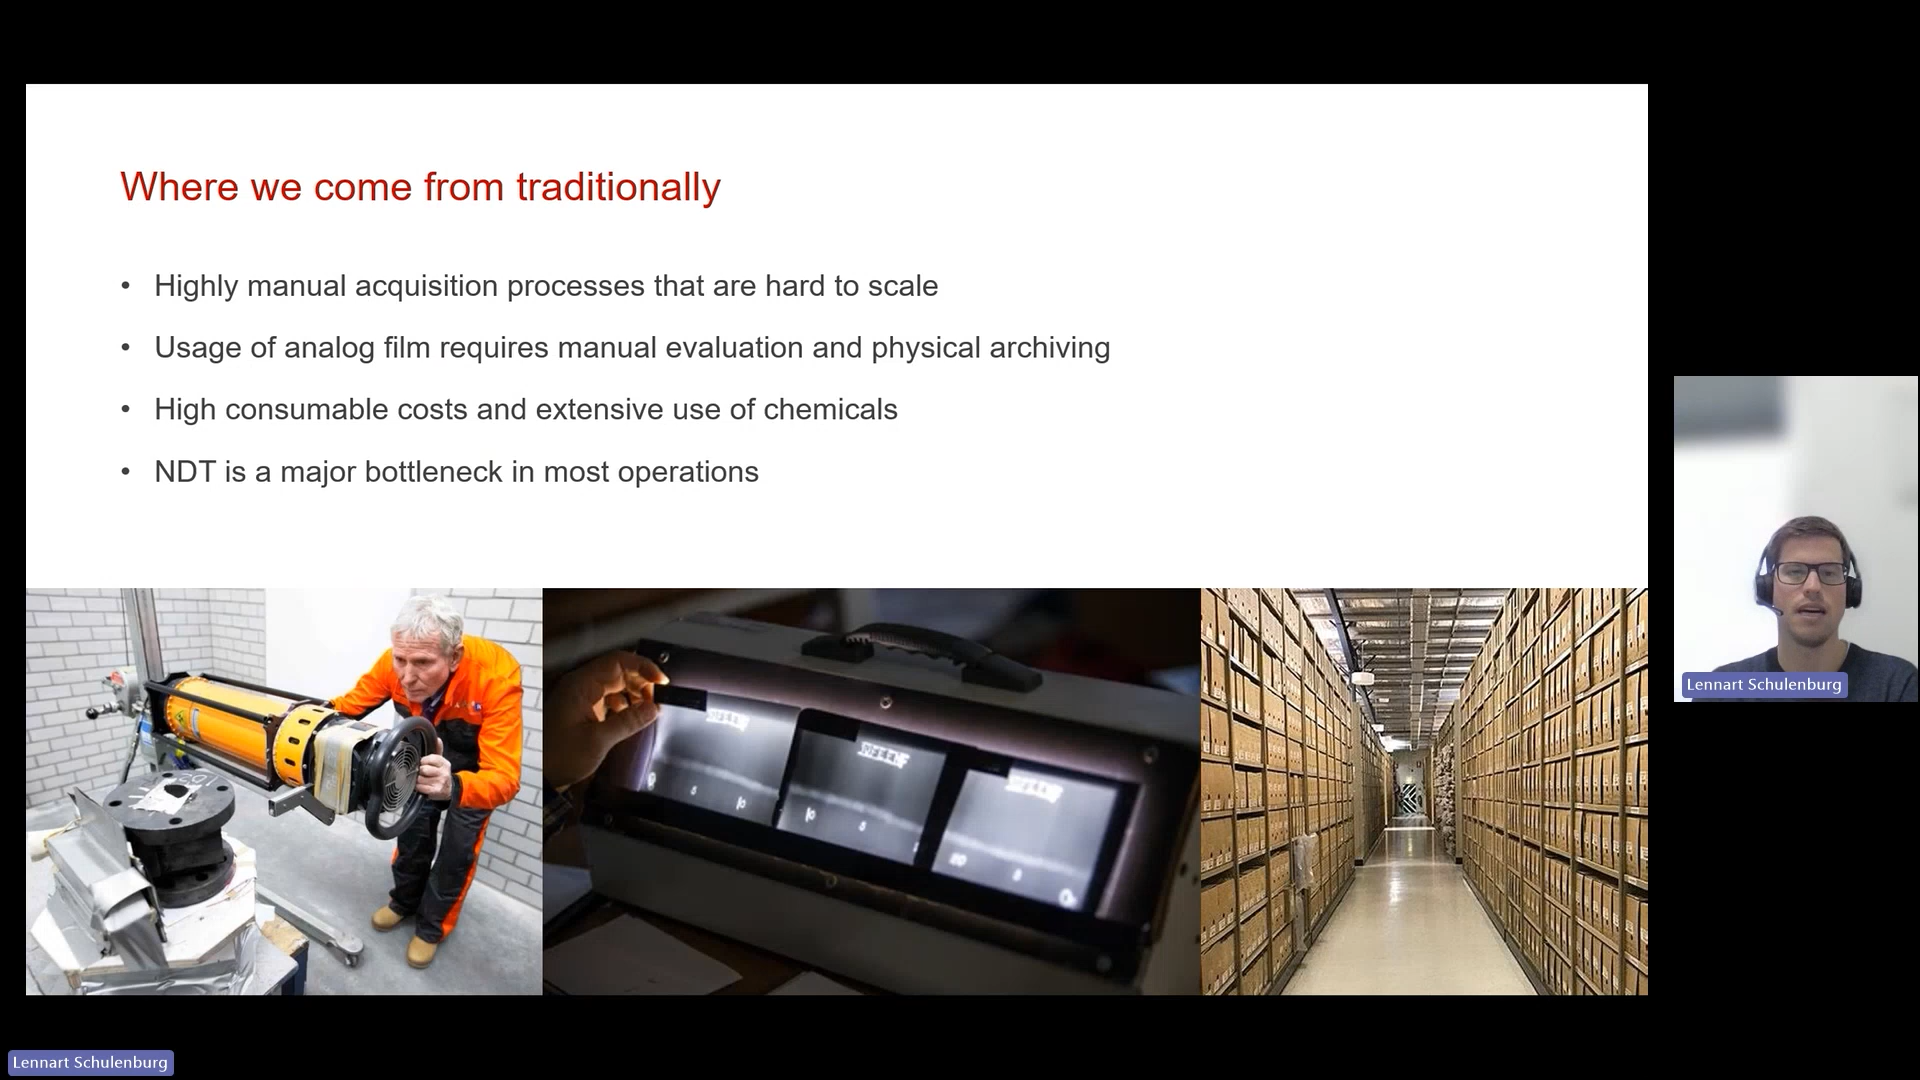 Where we come from traditionally
• Highly manual acquisition processes that are hard to scale
• Usage of analog film requires manual evaluation and physical archiving
• High consumable costs and extensive use of chemicals
• NDT is a major bottleneck in most operations
Lennart Schulenburg
Lennart Schulenburg